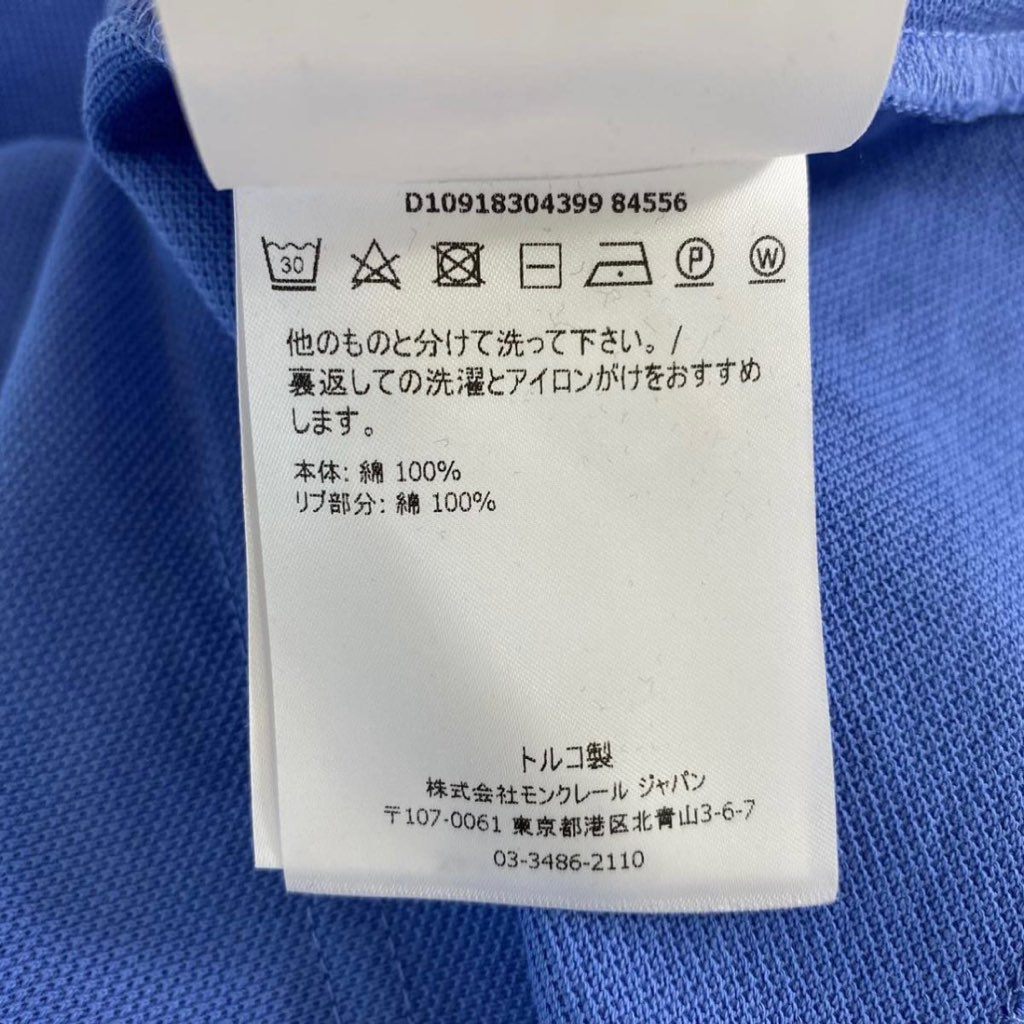 D10918304399 84556
30 P W
他のものと分けて洗って下さい。/
裏返しての洗濯とアイロンがけをおすすめ
します。
本体: 綿 100%
リブ部分: 綿 100%
トルコ製
株式会社モンクレール ジャパン
〒107-0061 東京都港区北青山3-6-7
03-3486-2110